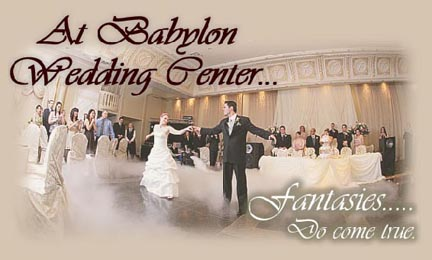 At Babylon
Wedding Center...
Fantasies.....
Do come true.